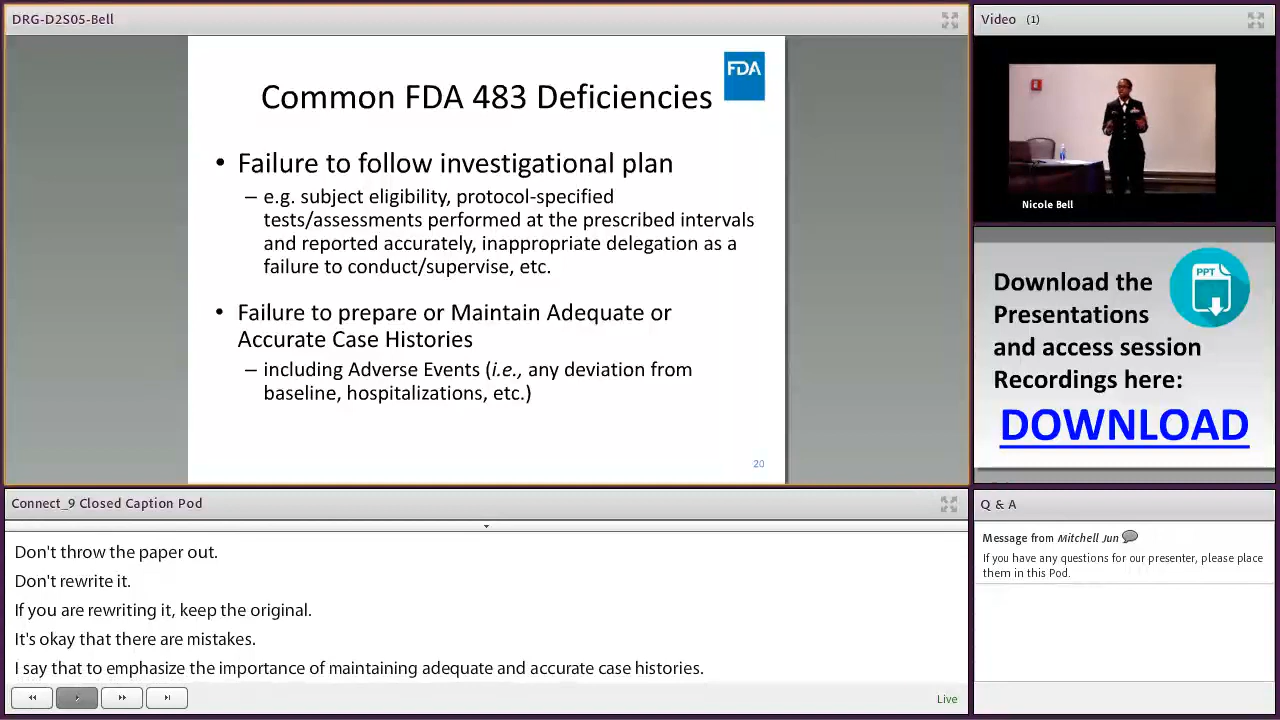 DRG-D2S05-Bell
FDA
Common FDA 483 Deficiencies
• Failure to follow investigational plan
– e.g. subject eligibility, protocol-specified
tests/assessments performed at the prescribed intervals
and reported accurately, inappropriate delegation as a
failure to conduct/supervise, etc.
• Failure to prepare or Maintain Adequate or
Accurate Case Histories
– including Adverse Events (i.e., any deviation from
baseline, hospitalizations, etc.)
20
Video (1)
Nicole Bell
Download the
Presentations
and access session
Recordings here:
PPT
DOWNLOAD
Connect_9 Closed Caption Pod
Don't throw the paper out.
Don't rewrite it.
If you are rewriting it, keep the original.
It's okay that there are mistakes.
I say that to emphasize the importance of maintaining adequate and accurate case histories.
Live
Q & A
Message from Mitchell Jun
If you have any questions for our presenter, please place
them in this Pod.